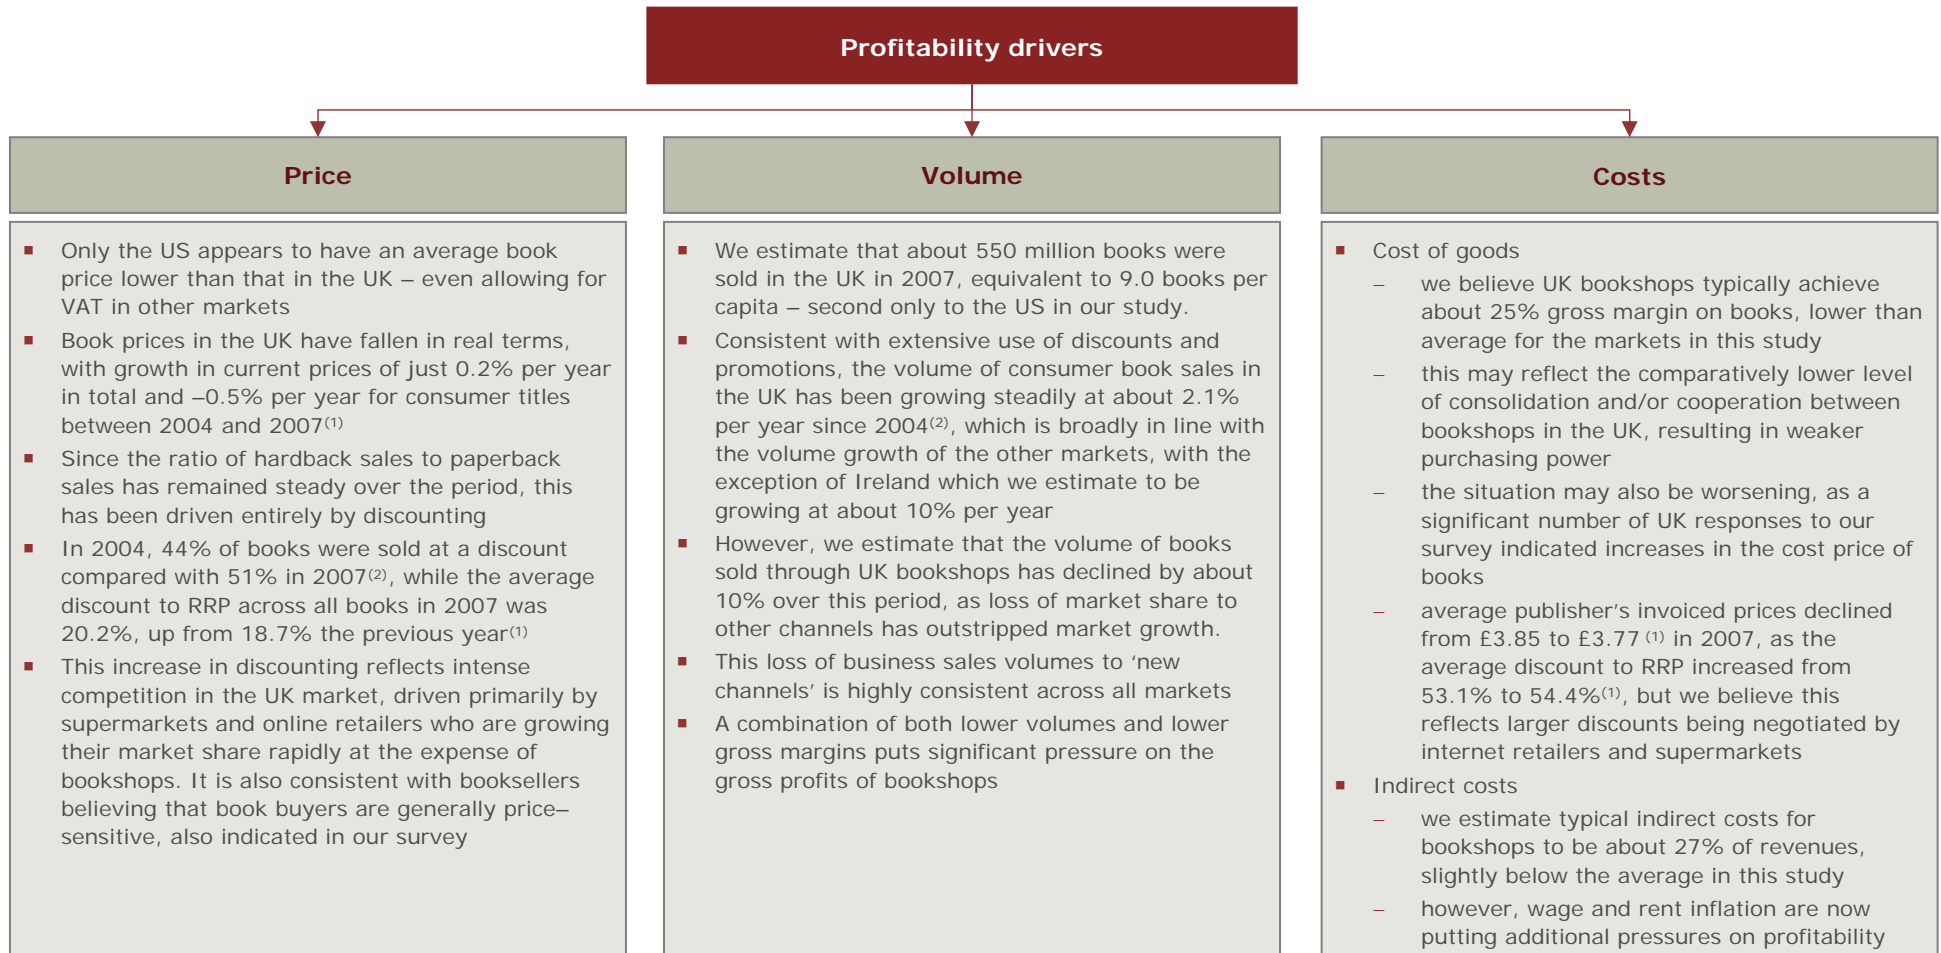 Profitability drivers
Price
Only the US appears to have an average book
price lower than that in the UK – even allowing for
VAT in other markets
Book prices in the UK have fallen in real terms,
with growth in current prices of just 0.2% per year
in total and –0.5% per year for consumer titles
between 2004 and 2007(1)
Since the ratio of hardback sales to paperback
sales has remained steady over the period, this
has been driven entirely by discounting
In 2004, 44% of books were sold at a discount
compared with 51% in 2007(2), while the average
discount to RRP across all books in 2007 was
20.2%, up from 18.7% the previous year(1)
This increase in discounting reflects intense
competition in the UK market, driven primarily by
supermarkets and online retailers who are growing
their market share rapidly at the expense of
bookshops. It is also consistent with booksellers
believing that book buyers are generally price–
sensitive, also indicated in our survey
Volume
We estimate that about 550 million books were
sold in the UK in 2007, equivalent to 9.0 books per
capita – second only to the US in our study.
Consistent with extensive use of discounts and
promotions, the volume of consumer book sales in
the UK has been growing steadily at about 2.1%
per year since 2004(2), which is broadly in line with
the volume growth of the other markets, with the
exception of Ireland which we estimate to be
growing at about 10% per year
However, we estimate that the volume of books
sold through UK bookshops has declined by about
10% over this period, as loss of market share to
other channels has outstripped market growth.
This loss of business sales volumes to 'new
channels' is highly consistent across all markets
A combination of both lower volumes and lower
gross margins puts significant pressure on the
gross profits of bookshops
Costs
Cost of goods
– we believe UK bookshops typically achieve
about 25% gross margin on books, lower than
average for the markets in this study
– this may reflect the comparatively lower level
of consolidation and/or cooperation between
bookshops in the UK, resulting in weaker
purchasing power
– the situation may also be worsening, as a
significant number of UK responses to our
survey indicated increases in the cost price of
books
– average publisher's invoiced prices declined
from £3.85 to £3.77 (1) in 2007, as the
average discount to RRP increased from
53.1% to 54.4%(1), but we believe this
reflects larger discounts being negotiated by
internet retailers and supermarkets
Indirect costs
– we estimate typical indirect costs for
bookshops to be about 27% of revenues,
slightly below the average in this study
– however, wage and rent inflation are now
putting additional pressures on profitability